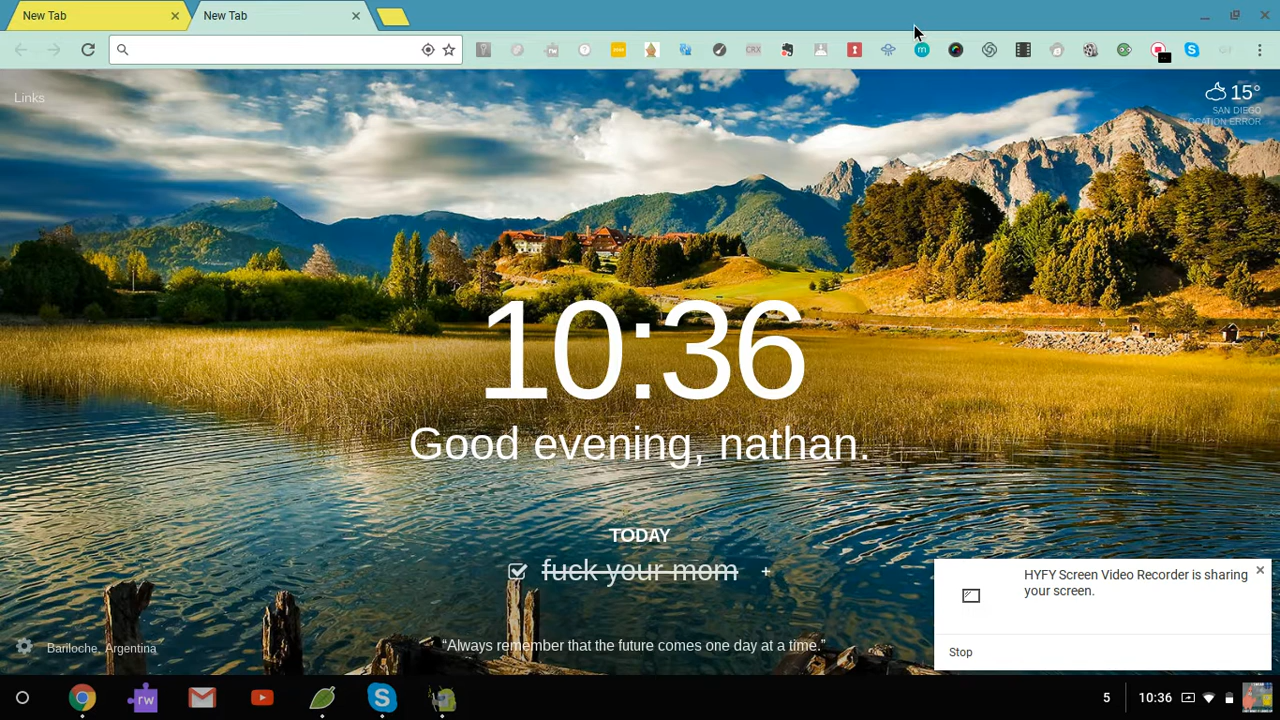 New Tab
New Tab
CRX
Links
15°
SAN DIEGO
LOCATION ERROR
10:36
Good evening, nathan.
TODAY
fuck your mom
+
HYFY Screen Video Recorder is sharing
your screen.
Stop
Bariloche, Argentina
“Always remember that the future comes one day at a time.”
rw
5
10:36